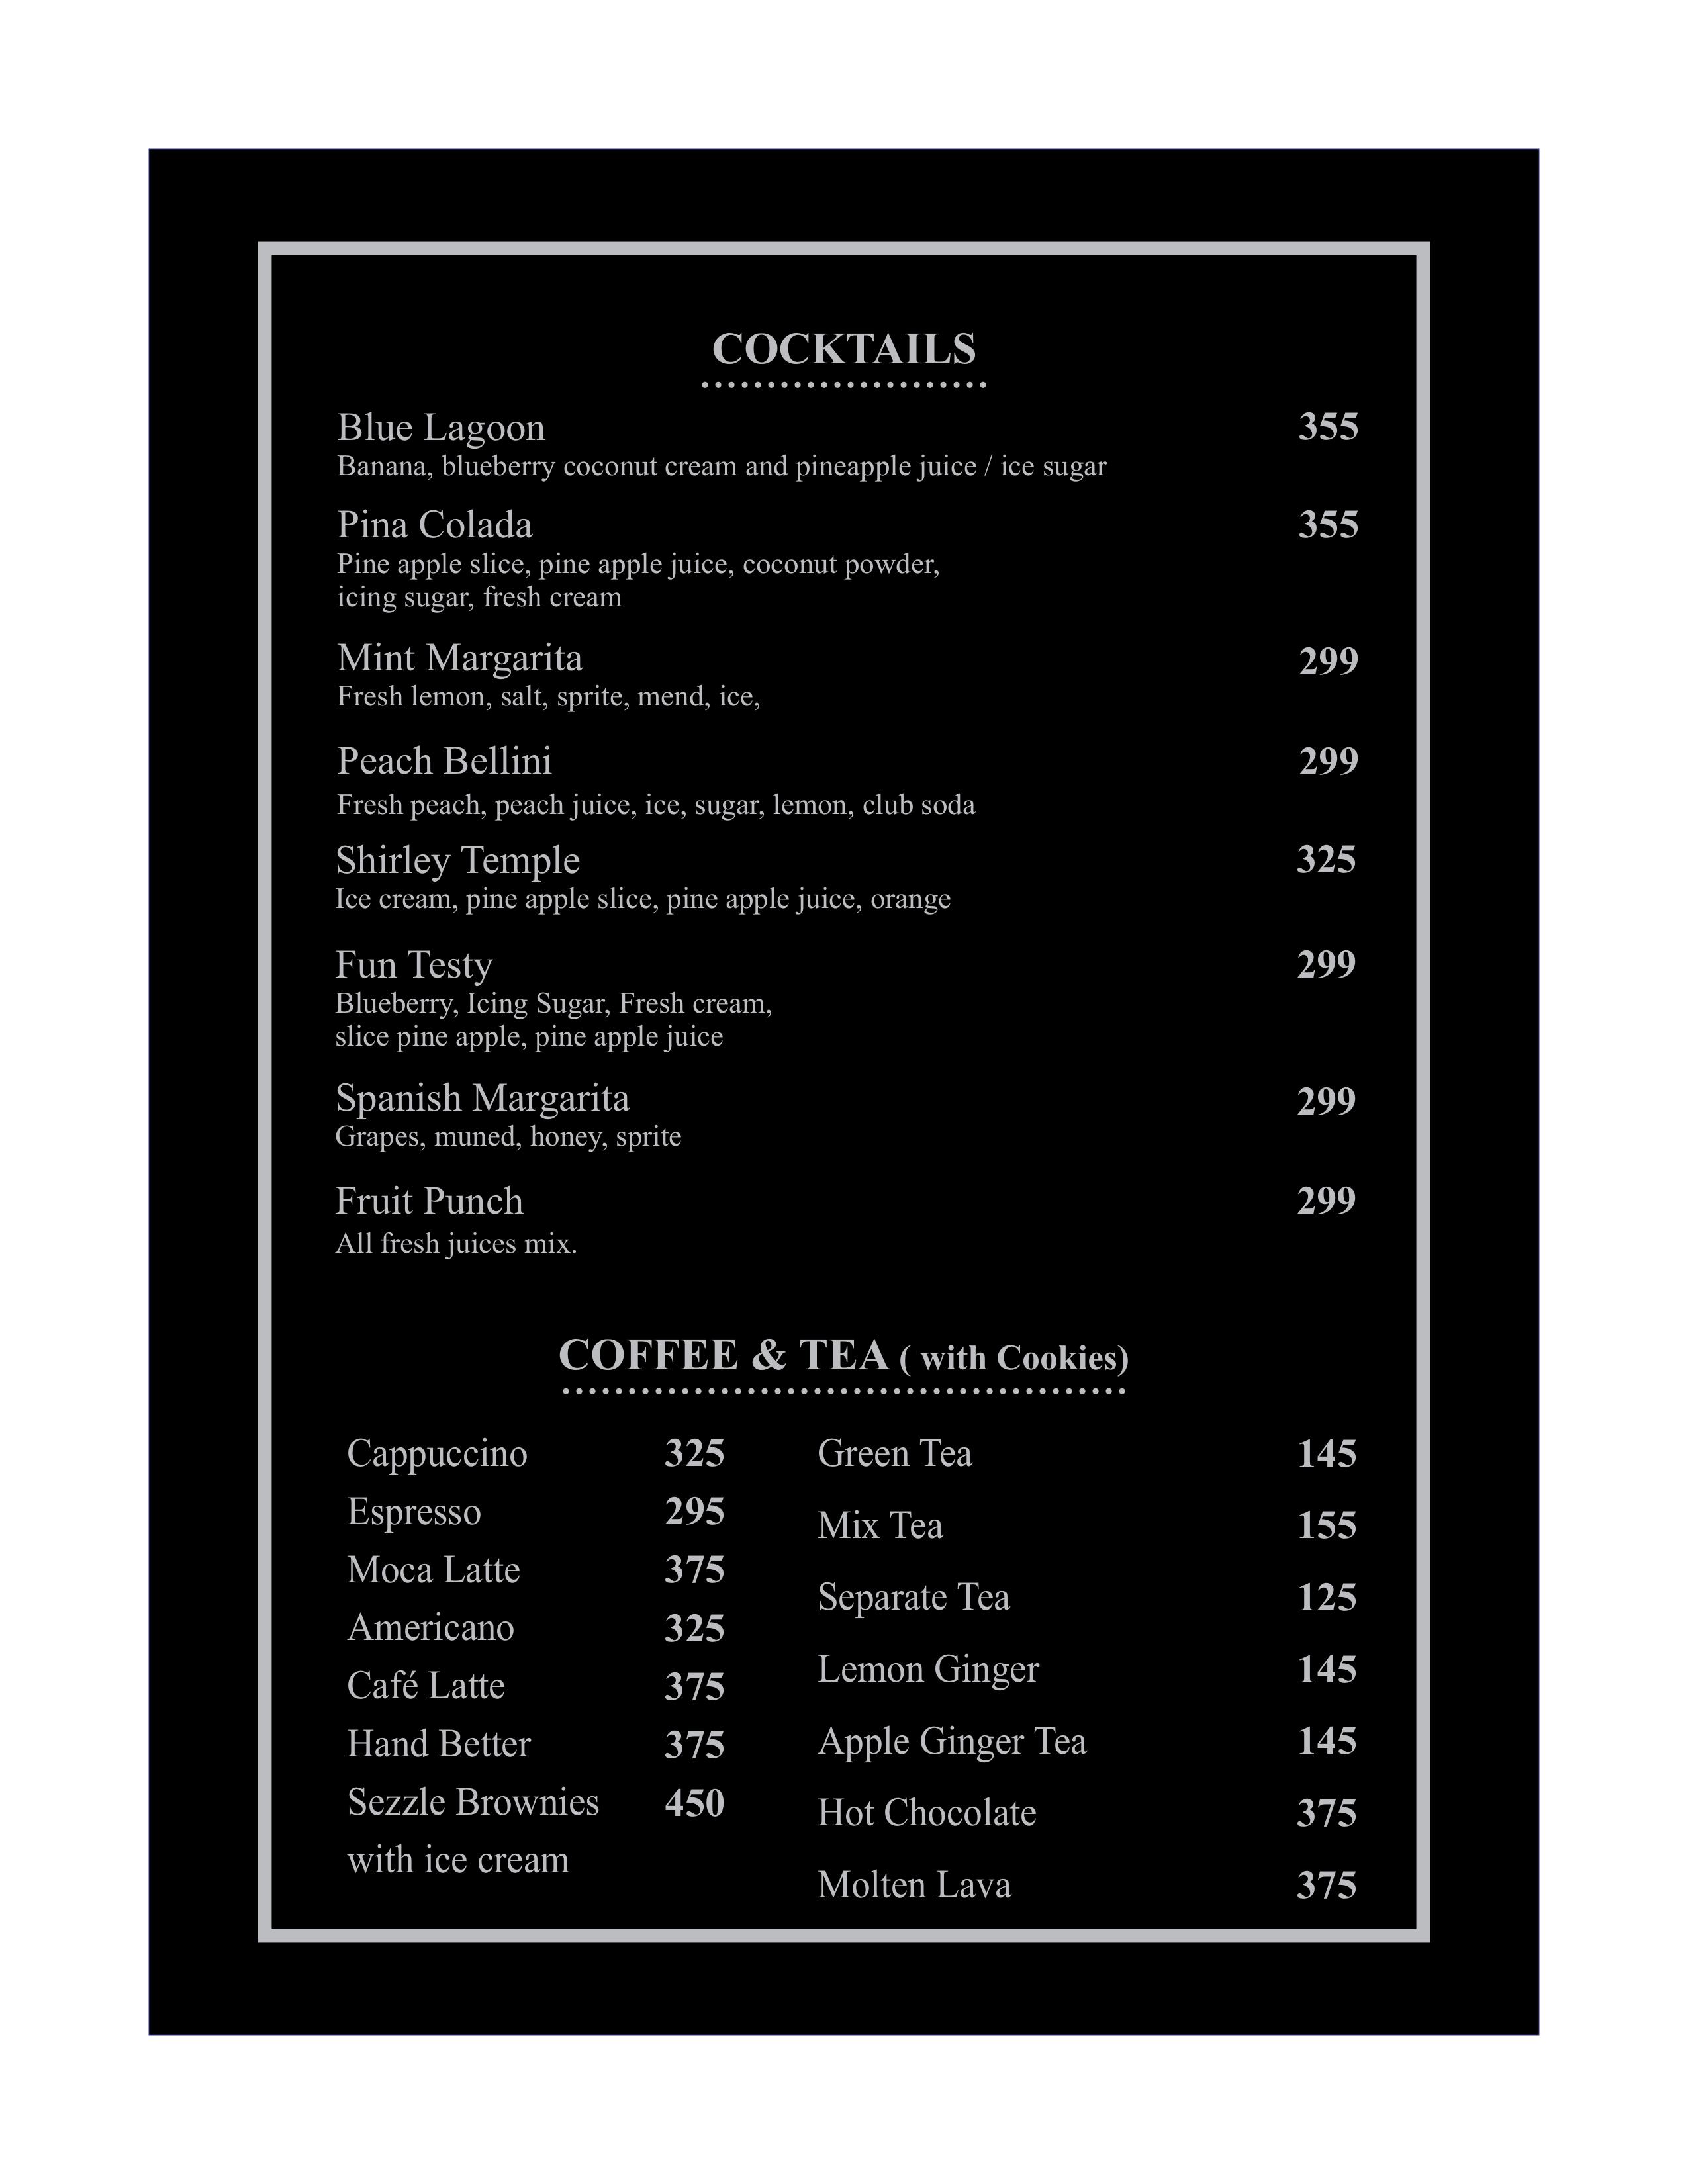 COCKTAILS
Blue Lagoon 355
Banana, blueberry coconut cream and pineapple juice / ice sugar
Pina Colada 355
Pine apple slice, pine apple juice, coconut powder,
icing sugar, fresh cream
Mint Margarita 299
Fresh lemon, salt, sprite, mend, ice,
Peach Bellini 299
Fresh peach, peach juice, ice, sugar, lemon, club soda
Shirley Temple 325
Ice cream, pine apple slice, pine apple juice, orange
Fun Testy 299
Blueberry, Icing Sugar, Fresh cream,
slice pine apple, pine apple juice
Spanish Margarita 299
Grapes, muned, honey, sprite
Fruit Punch 299
All fresh juices mix.
COFFEE & TEA ( with Cookies)
Cappuccino 325
Espresso 295
Moca Latte 375
Americano 325
Café Latte 375
Hand Better 375
Sezzle Brownies 450
with ice cream
Green Tea 145
Mix Tea 155
Separate Tea 125
Lemon Ginger 145
Apple Ginger Tea 145
Hot Chocolate 375
Molten Lava 375